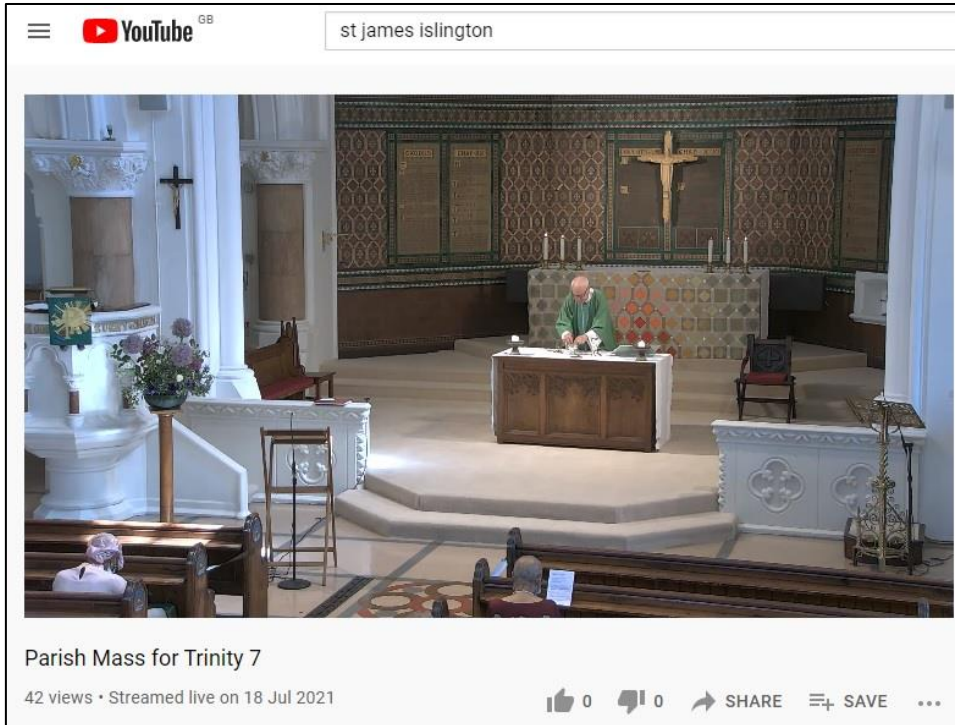 YouTube GB
st james islington
Parish Mass for Trinity 7
42 views • Streamed live on 18 Jul 2021
0 0 SHARE SAVE